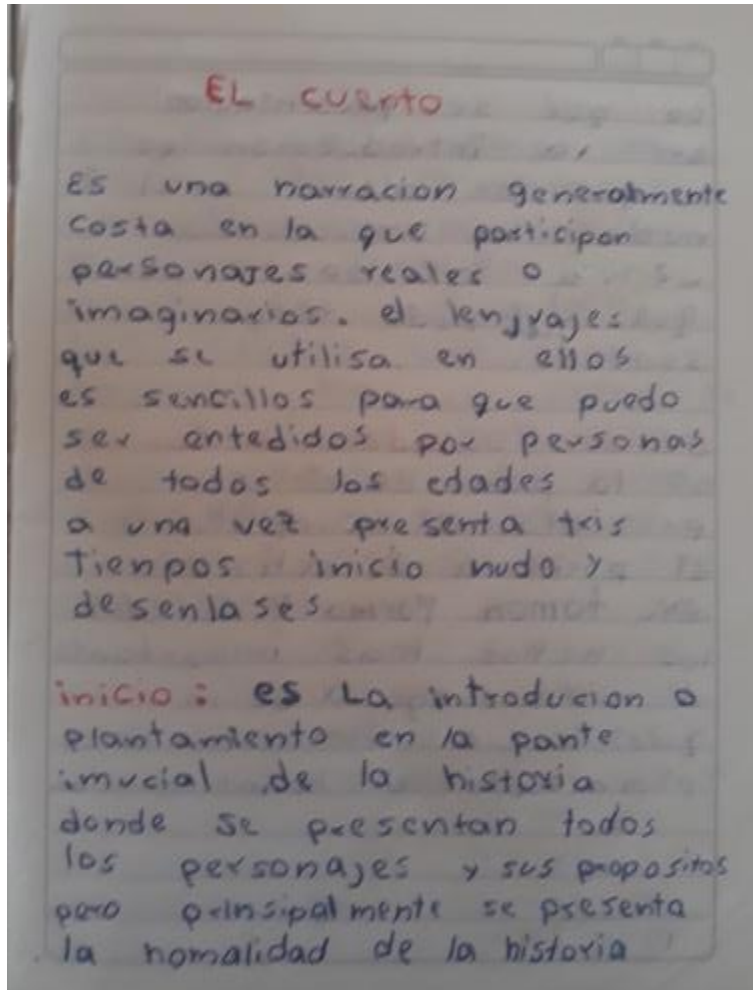 EL cuento
Es una narracion generalmente
costa en la que participan
personajes reales o
imaginarios. el lenjuajes
que se utilisa en ellos
es sencillos para que puedo
ser entedidos por personas
de todos los edades
a una vez presenta tris
Tienpos inicio nudo y
desenlases
inicio: es La introducion o
plantamiento en la pante
imucial de la historia
donde se presentan todos
los personajes y sus propositos
pero prinsipalmente se presenta
la nomalidad de la historia